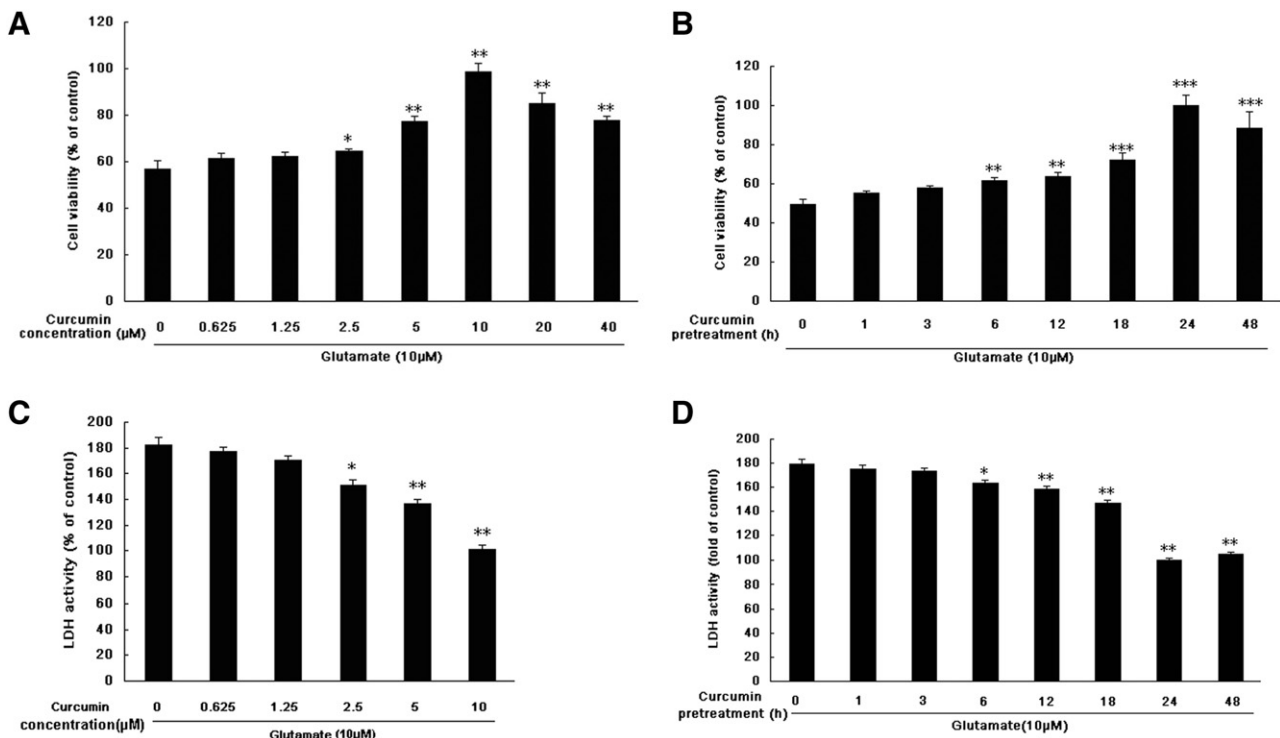 A
Cell viability (% of control)
120
100
80
60
40
20
0
*
**
**
**
**
Curcumin
concentration (μM)
0 0.625 1.25 2.5 5 10 20 40
Glutamate (10μM)
B
Cell viability (% of control)
120
100
80
60
40
20
0
**
**
***
***
***
Curcumin
pretreatment (h)
0 1 3 6 12 18 24 48
Glutamate (10μM)
C
LDH activity (% of control)
200
180
160
140
120
100
80
60
40
20
0
*
**
**
Curcumin
concentration(μM)
0 0.625 1.25 2.5 5 10
Glutamate (10μM)
D
LDH activity (fold of control)
200
180
160
140
120
100
80
60
40
20
0
*
**
**
**
**
Curcumin
pretreatment (h)
0 1 3 6 12 18 24 48
Glutamate(10μM)